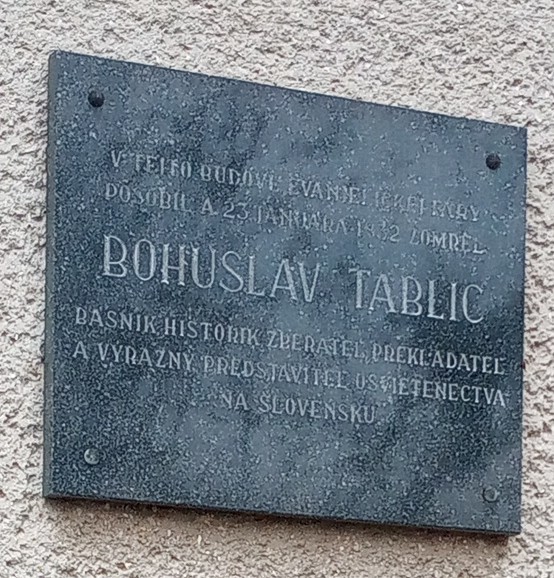 V TEJTO BUDOVE EVANJELICKEJ FARY
PÔSOBIL A 23. JANUÁRA 1832 ZOMREL
BOHUSLAV TABLIC
BÁSNIK, HISTORIK, ZBERATEĽ, PREKLADATEĽ
A VÝRAZNÝ PREDSTAVITEĽ OSVIETENECTVA
NA SLOVENSKU